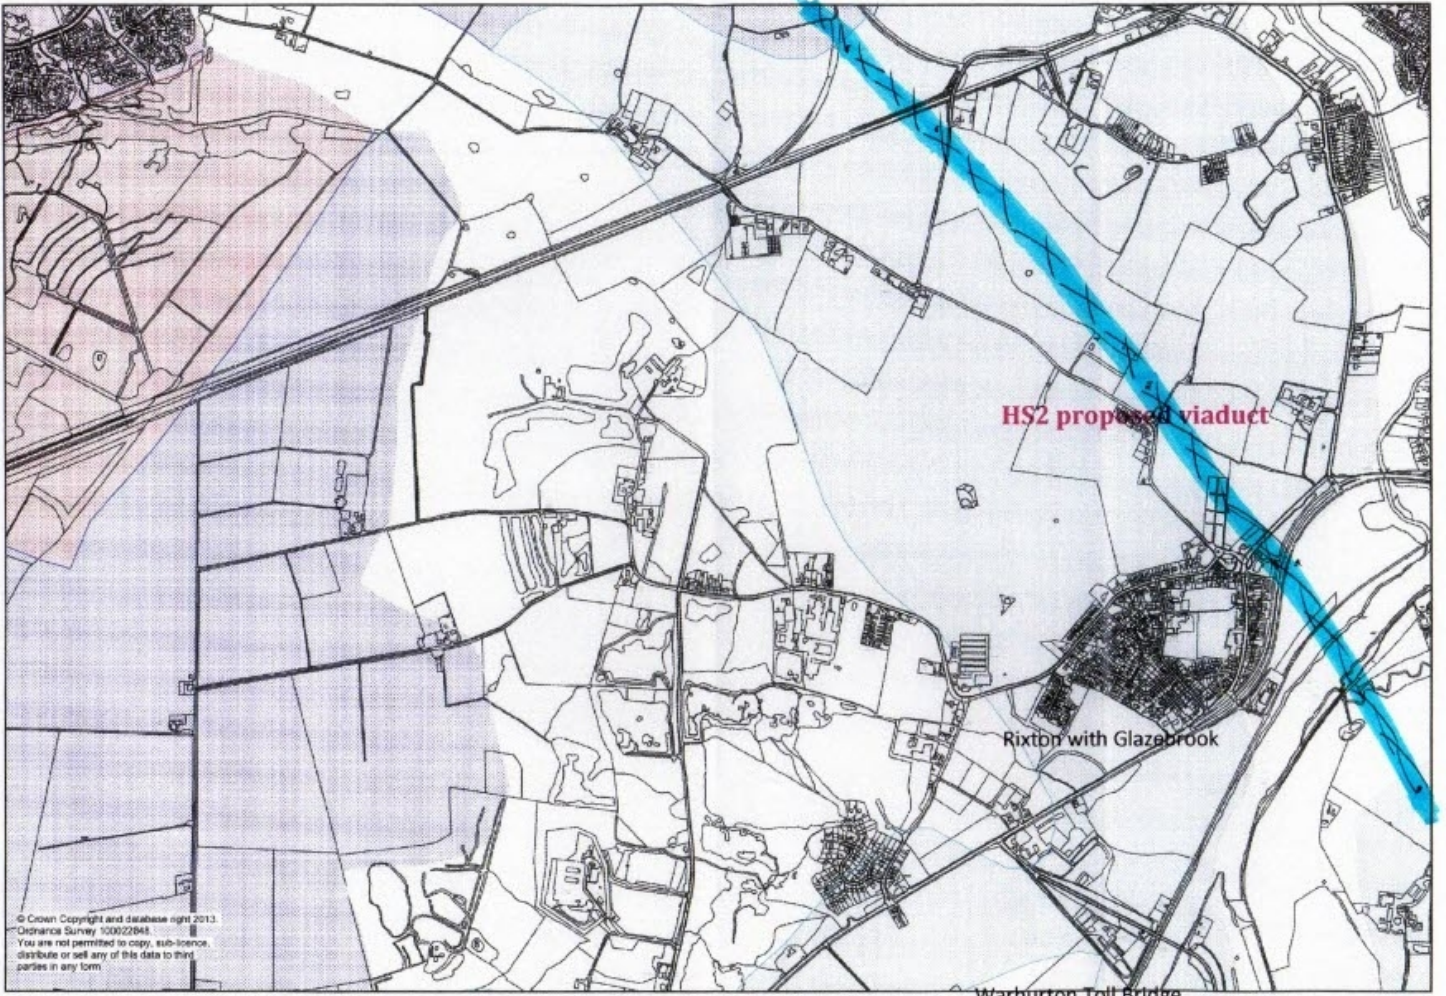 HS2 proposed viaduct
Rixton with Glazebrook
© Crown Copyright and database right 2013.
Ordnance Survey 100022848.
You are not permitted to copy, sub-licence,
distribute or sell any of this data to third
parties in any form
Warburton Toll Bridge